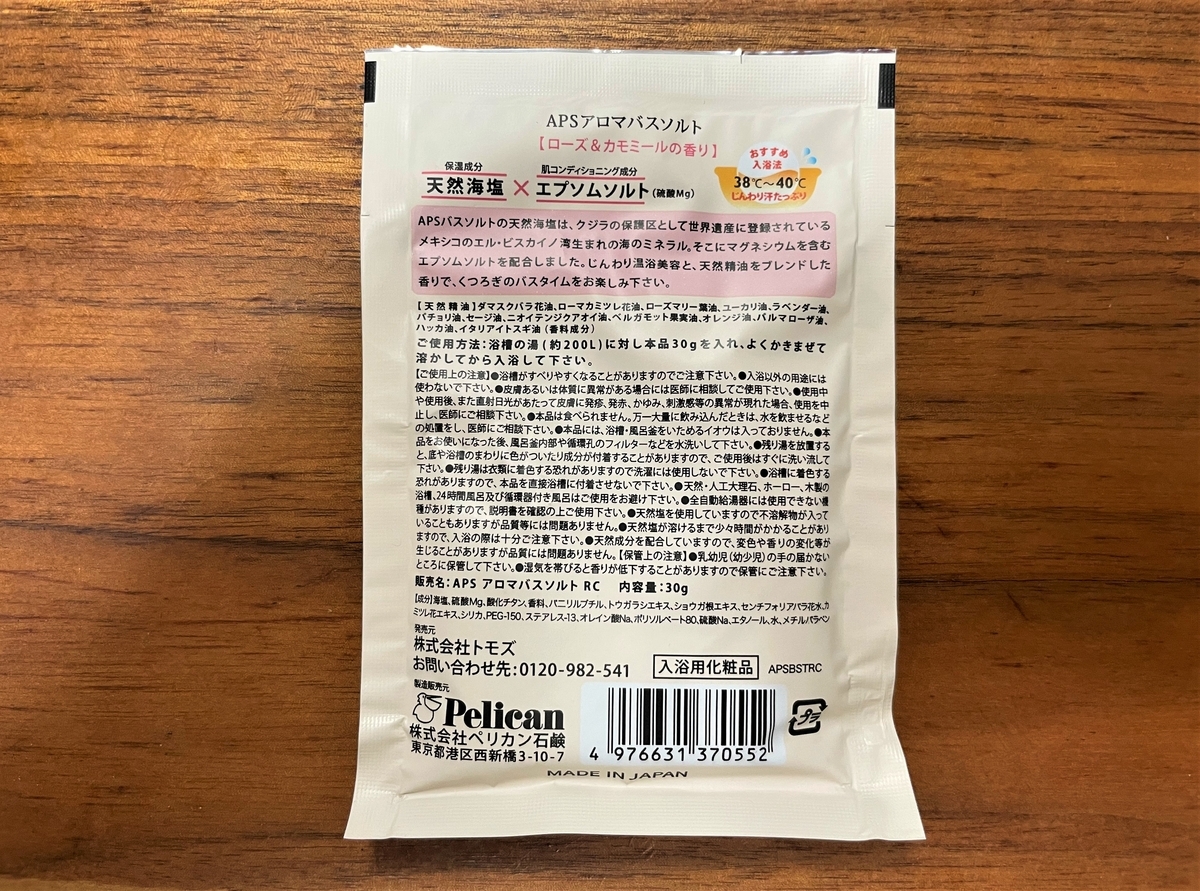 APSアロマバスソルト
【ローズ&カモミールの香り】
保温成分 肌コンディショニング成分
天然海塩×エプソムソルト(硫酸Mg)
おすすめ
入浴法
38℃～40℃
じんわり汗たっぷり
APSバスソルトの天然海塩は、クジラの保護区として世界遺産に登録されている
メキシコのエル・ビスカイノ湾生まれの海のミネラル。そこにマグネシウムを含む
エプソムソルトを配合しました。じんわり温浴美容と、天然精油をブレンドした
香りで、くつろぎのバスタイムをお楽しみ下さい。
【天然精油】ダマスクバラ花油、ローマカミツレ花油、ローズマリー葉油、ユーカリ油、ラベンダー油、
パチョリ油、セージ油、ニオイテンジクアオイ油、ベルガモット果実油、オレンジ油、パルマローザ油、
ハッカ油、イタリアイトスギ油(香料成分)
ご使用方法:浴槽の湯(約200L)に対し本品30gを入れ、よくかきまぜて
溶かしてから入浴して下さい。
【ご使用上の注意】●浴槽がすべりやすくなることがありますのでご注意下さい。●入浴以外の用途には
使わないで下さい。●皮膚あるいは体質に異常がある場合には医師に相談してご使用下さい。●使用中
や使用後、また直射日光があたって皮膚に発疹、発赤、かゆみ、刺激感等の異常が現れた場合、使用を中
止し、医師にご相談下さい。●本品は食べられません。万一大量に飲み込んだときは、水を飲ませるなど
の処置をし、医師にご相談下さい。●本品には、浴槽・風呂釜をいためるイオウは入っておりません。●本
品をお使いになった後、風呂釜内部や循環孔のフィルターなどを水洗いして下さい。●残り湯を放置する
と、底や浴槽のまわりに色がついたり成分が付着することがありますので、ご使用後はすぐに洗い流して
下さい。●残り湯は衣類に着色する恐れがありますので洗濯には使用しないで下さい。●浴槽に着色する
恐れがありますので、本品を直接浴槽に付着させないで下さい。●天然・人工大理石、ホーロー、木製の
浴槽、24時間風呂及び循環器付き風呂はご使用をお避け下さい。●全自動給湯器には使用できない機
種がありますので、説明書を確認の上ご使用下さい。●天然塩を使用していますので不溶解物が入って
いることもありますが品質等には問題ありません。●天然塩が溶けるまで少々時間がかかることがあり
ますので、入浴の際は十分ご注意下さい。●天然成分を配合していますので、変色や香りの変化等が
生じることがありますが品質には問題ありません。【保管上の注意】●乳幼児(幼少児)の手の届かない
ところに保管して下さい。●湿気を帯びると香りが低下することがありますので保管にご注意下さい。
販売名:APS アロマバスソルト RC 内容量:30g
【成分】海塩、硫酸Mg、酸化チタン、香料、バニリルブチル、トウガラシエキス、ショウガ根エキス、センチフォリアバラ花水、カ
ミツレ花エキス、シリカ、PEG-150、ステアレス-13、オレイン酸Na、ポリソルベート80、硫酸Na、エタノール、水、メチルパラベン
発売元
株式会社トモズ
お問い合わせ先:0120-982-541
入浴用化粧品
APSBSTRC
製造販売元
Pelican
株式会社ペリカン石鹸
東京都港区西新橋3-10-7
4 976631 370552
プラ
MADE IN JAPAN